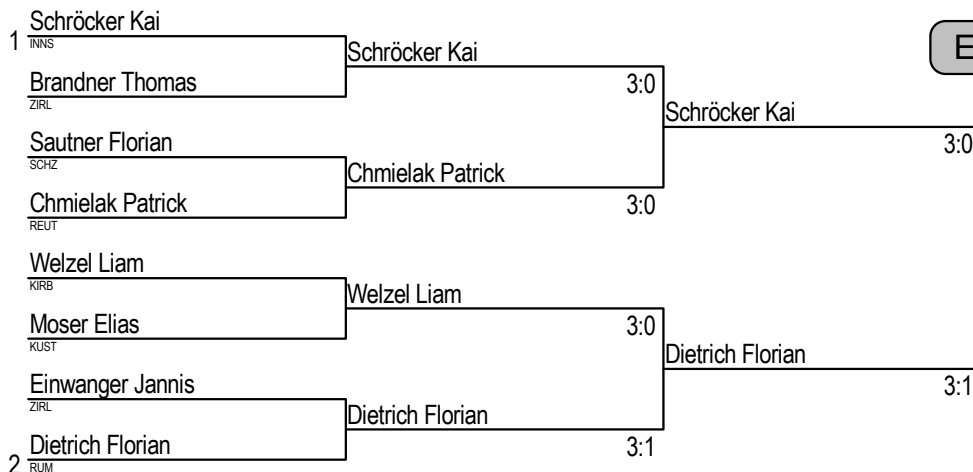 Schröcker Kai
1
INNS
Schröcker Kai
E
Brandner Thomas
3:0
ZIRL
Schröcker Kai
Sautner Florian
3:0
SCHZ
Chmielak Patrick
Chmielak Patrick
3:0
REUT
Welzel Liam
KIRB
Welzel Liam
Moser Elias
3:0
KUST
Dietrich Florian
Einwanger Jannis
3:1
ZIRL
Dietrich Florian
Dietrich Florian
3:1
2
RUM